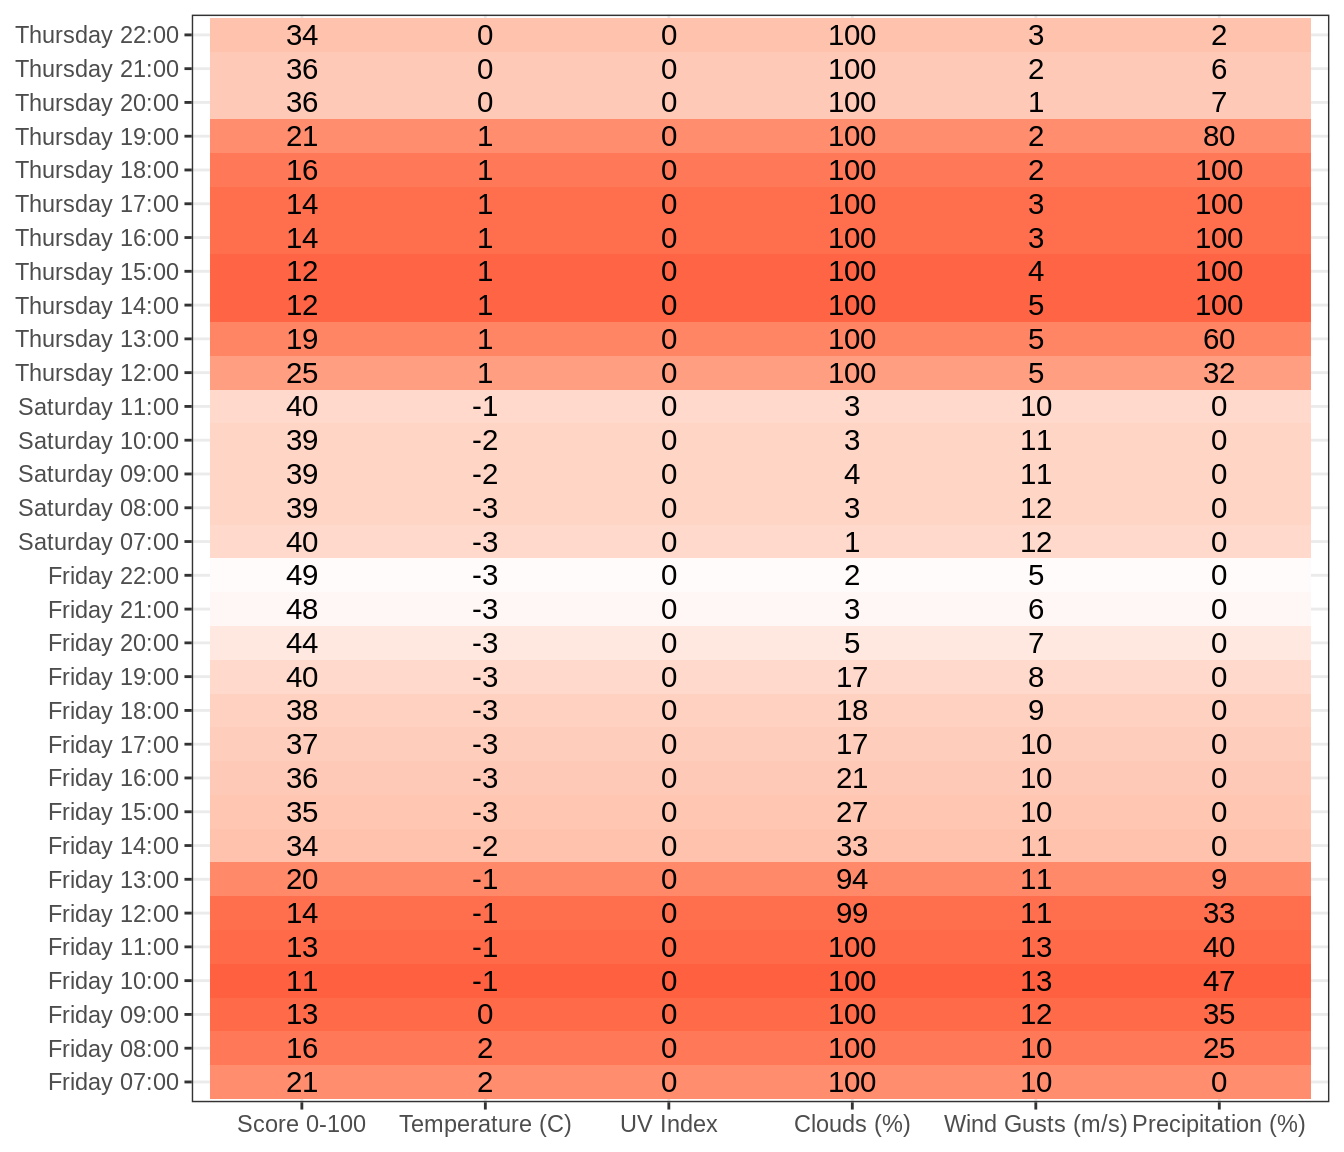 Thursday 22:00 34 0 0 100 3 2
Thursday 21:00 36 0 0 100 2 6
Thursday 20:00 36 0 0 100 1 7
Thursday 19:00 21 1 0 100 2 80
Thursday 18:00 16 1 0 100 2 100
Thursday 17:00 14 1 0 100 3 100
Thursday 16:00 14 1 0 100 3 100
Thursday 15:00 12 1 0 100 4 100
Thursday 14:00 12 1 0 100 5 100
Thursday 13:00 19 1 0 100 5 60
Thursday 12:00 25 1 0 100 5 32
Saturday 11:00 40 -1 0 3 10 0
Saturday 10:00 39 -2 0 3 11 0
Saturday 09:00 39 -2 0 4 11 0
Saturday 08:00 39 -3 0 3 12 0
Saturday 07:00 40 -3 0 1 12 0
Friday 22:00 49 -3 0 2 5 0
Friday 21:00 48 -3 0 3 6 0
Friday 20:00 44 -3 0 5 7 0
Friday 19:00 40 -3 0 17 8 0
Friday 18:00 38 -3 0 18 9 0
Friday 17:00 37 -3 0 17 10 0
Friday 16:00 36 -3 0 21 10 0
Friday 15:00 35 -3 0 27 10 0
Friday 14:00 34 -2 0 33 11 0
Friday 13:00 20 -1 0 94 11 9
Friday 12:00 14 -1 0 99 11 33
Friday 11:00 13 -1 0 100 13 40
Friday 10:00 11 -1 0 100 13 47
Friday 09:00 13 0 0 100 12 35
Friday 08:00 16 2 0 100 10 25
Friday 07:00 21 2 0 100 10 0
Score 0-100 Temperature (C) UV Index Clouds (%) Wind Gusts (m/s) Precipitation (%)